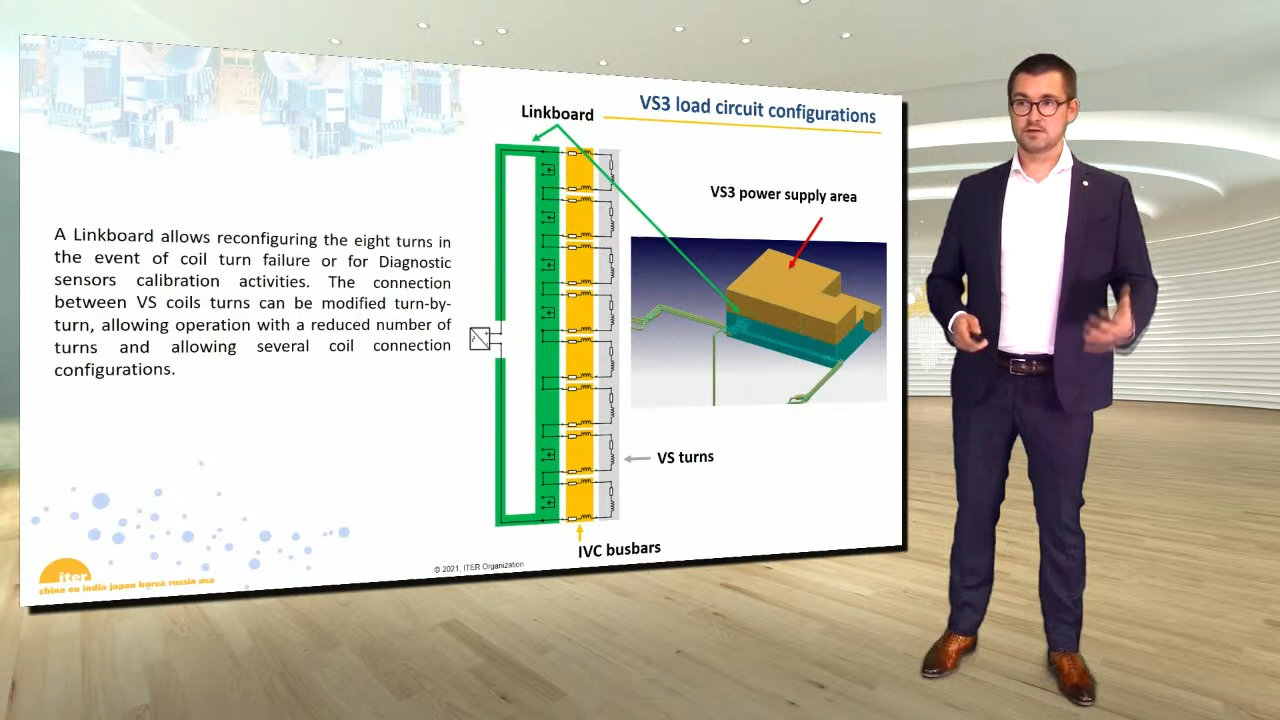 VS3 load circuit configurations
Linkboard
VS3 power supply area
A Linkboard allows reconfiguring the eight turns in
the event of coil turn failure or for Diagnostic
sensors calibration activities. The connection
between VS coils turns can be modified turn-by-
turn, allowing operation with a reduced number of
turns and allowing several coil connection
configurations.
VS turns
IVC busbars
© 2021, ITER Organization
iter
china eu india japan korea russia usa